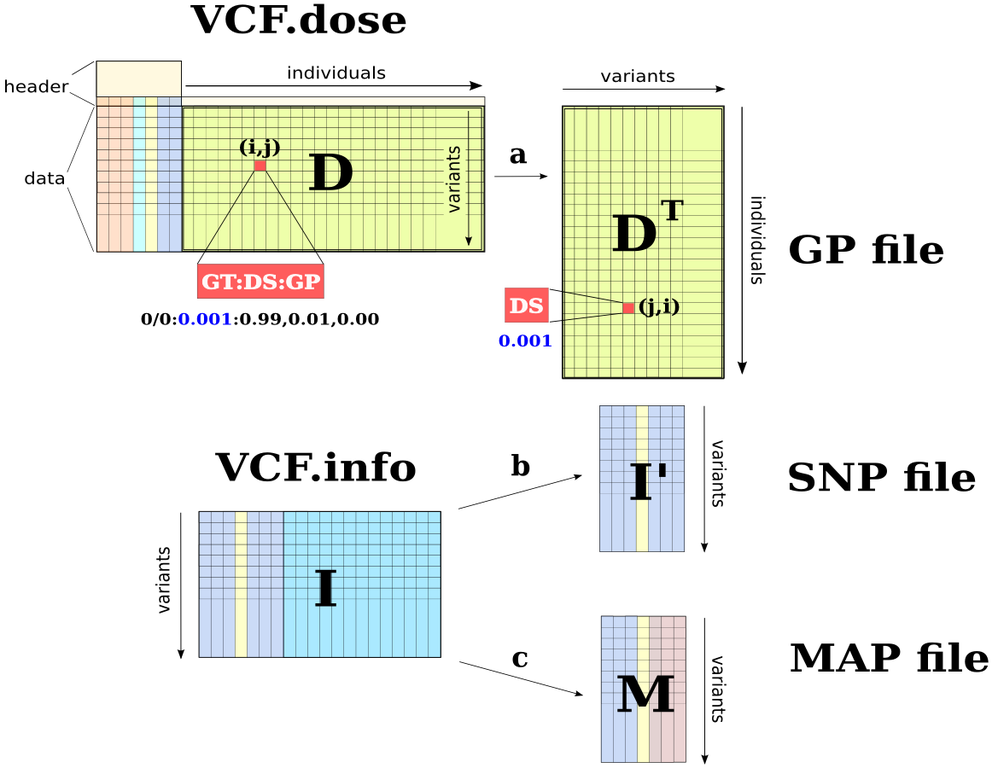 VCF.dose
header
individuals
variants
(i,j)
D
variants
a
data
D^T
individuals
GP file
GT:DS:GP
0/0:0.001:0.99,0.01,0.00
DS
(j,i)
0.001
VCF.info
b
I'
variants
SNP file
variants
I
c
M
variants
MAP file